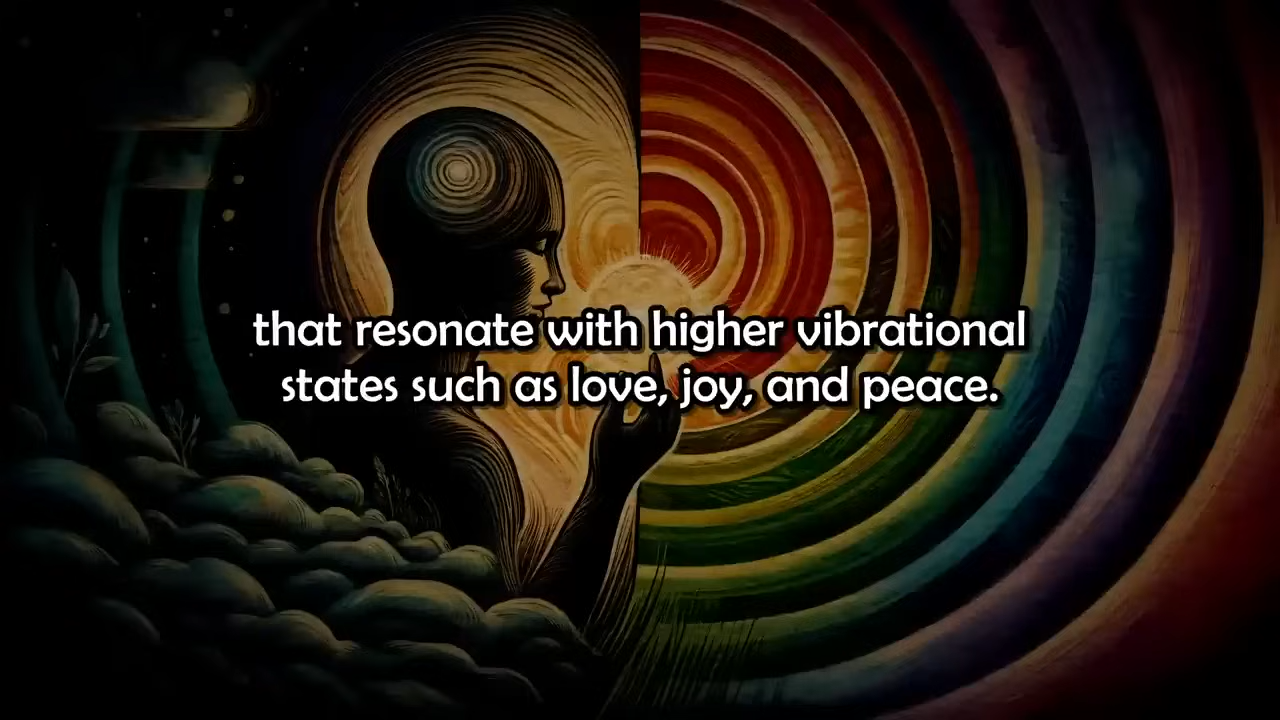 that resonate with higher vibrational
states such as love, joy, and peace.